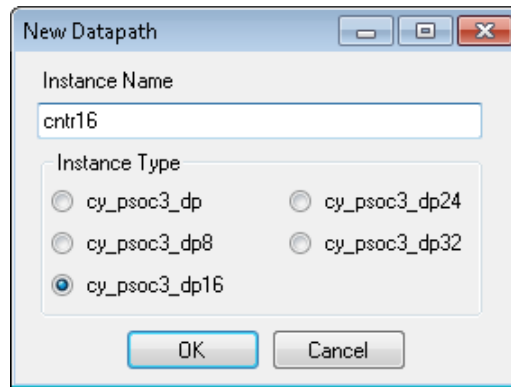 New Datapath
Instance Name
cntr16
Instance Type
cy_psoc3_dp
cy_psoc3_dp24
cy_psoc3_dp8
cy_psoc3_dp32
cy_psoc3_dp16
OK
Cancel